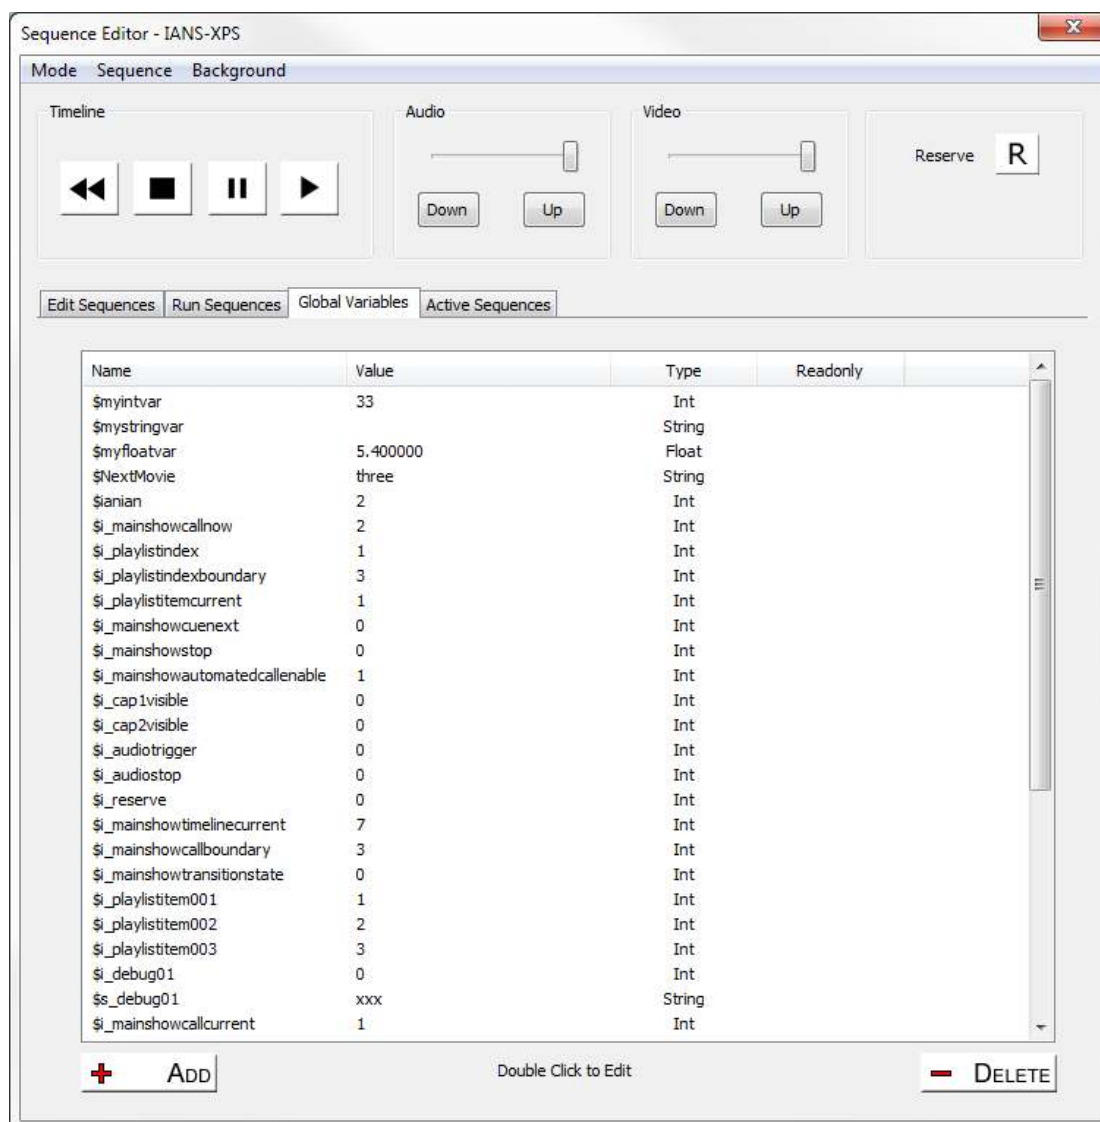 Sequence Editor - IANS-XPS
Mode Sequence Background
Timeline Audio Video
Reserve R
Down Up Down Up
Edit Sequences Run Sequences Global Variables Active Sequences
Name Value Type Readonly
$myintvar 33 Int
$mystringvar String
$myfloatvar 5.400000 Float
$NextMovie three String
$ianian 2 Int
$i_mainshowcallnow 2 Int
$i_playlistindex 1 Int
$i_playlistindexboundary 3 Int
$i_playlistitemcurrent 1 Int
$i_mainshowcuenext 0 Int
$i_mainshowstop 0 Int
$i_mainshowautomatedcallenable 1 Int
$i_cap1visible 0 Int
$i_cap2visible 0 Int
$i_audiotrigger 0 Int
$i_audiostop 0 Int
$i_reserve 0 Int
$i_mainshowtimelinecurrent 7 Int
$i_mainshowcallboundary 3 Int
$i_mainshowtransitionstate 0 Int
$i_playlistitem001 1 Int
$i_playlistitem002 2 Int
$i_playlistitem003 3 Int
$i_debug01 0 Int
$s_debug01 xxx String
$i_mainshowcallcurrent 1 Int
ADD Double Click to Edit DELETE